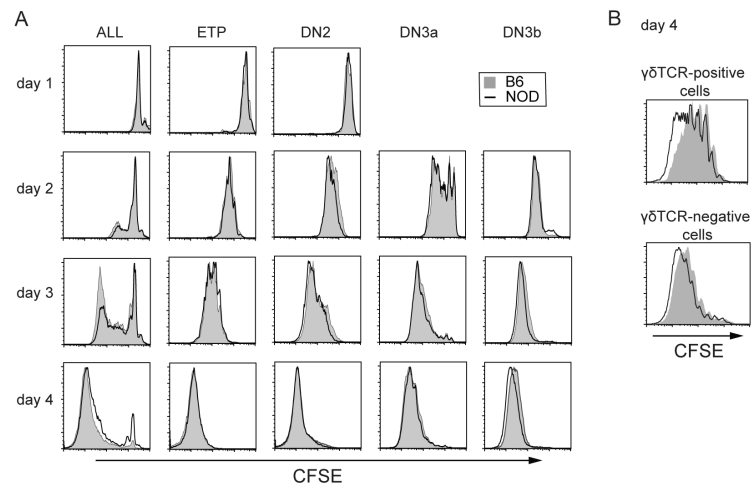 A
ALL ETP DN2 DN3a DN3b
day 1
B6
NOD
day 2
day 3
day 4
CFSE
B
day 4
γδTCR-positive
cells
γδTCR-negative
cells
CFSE